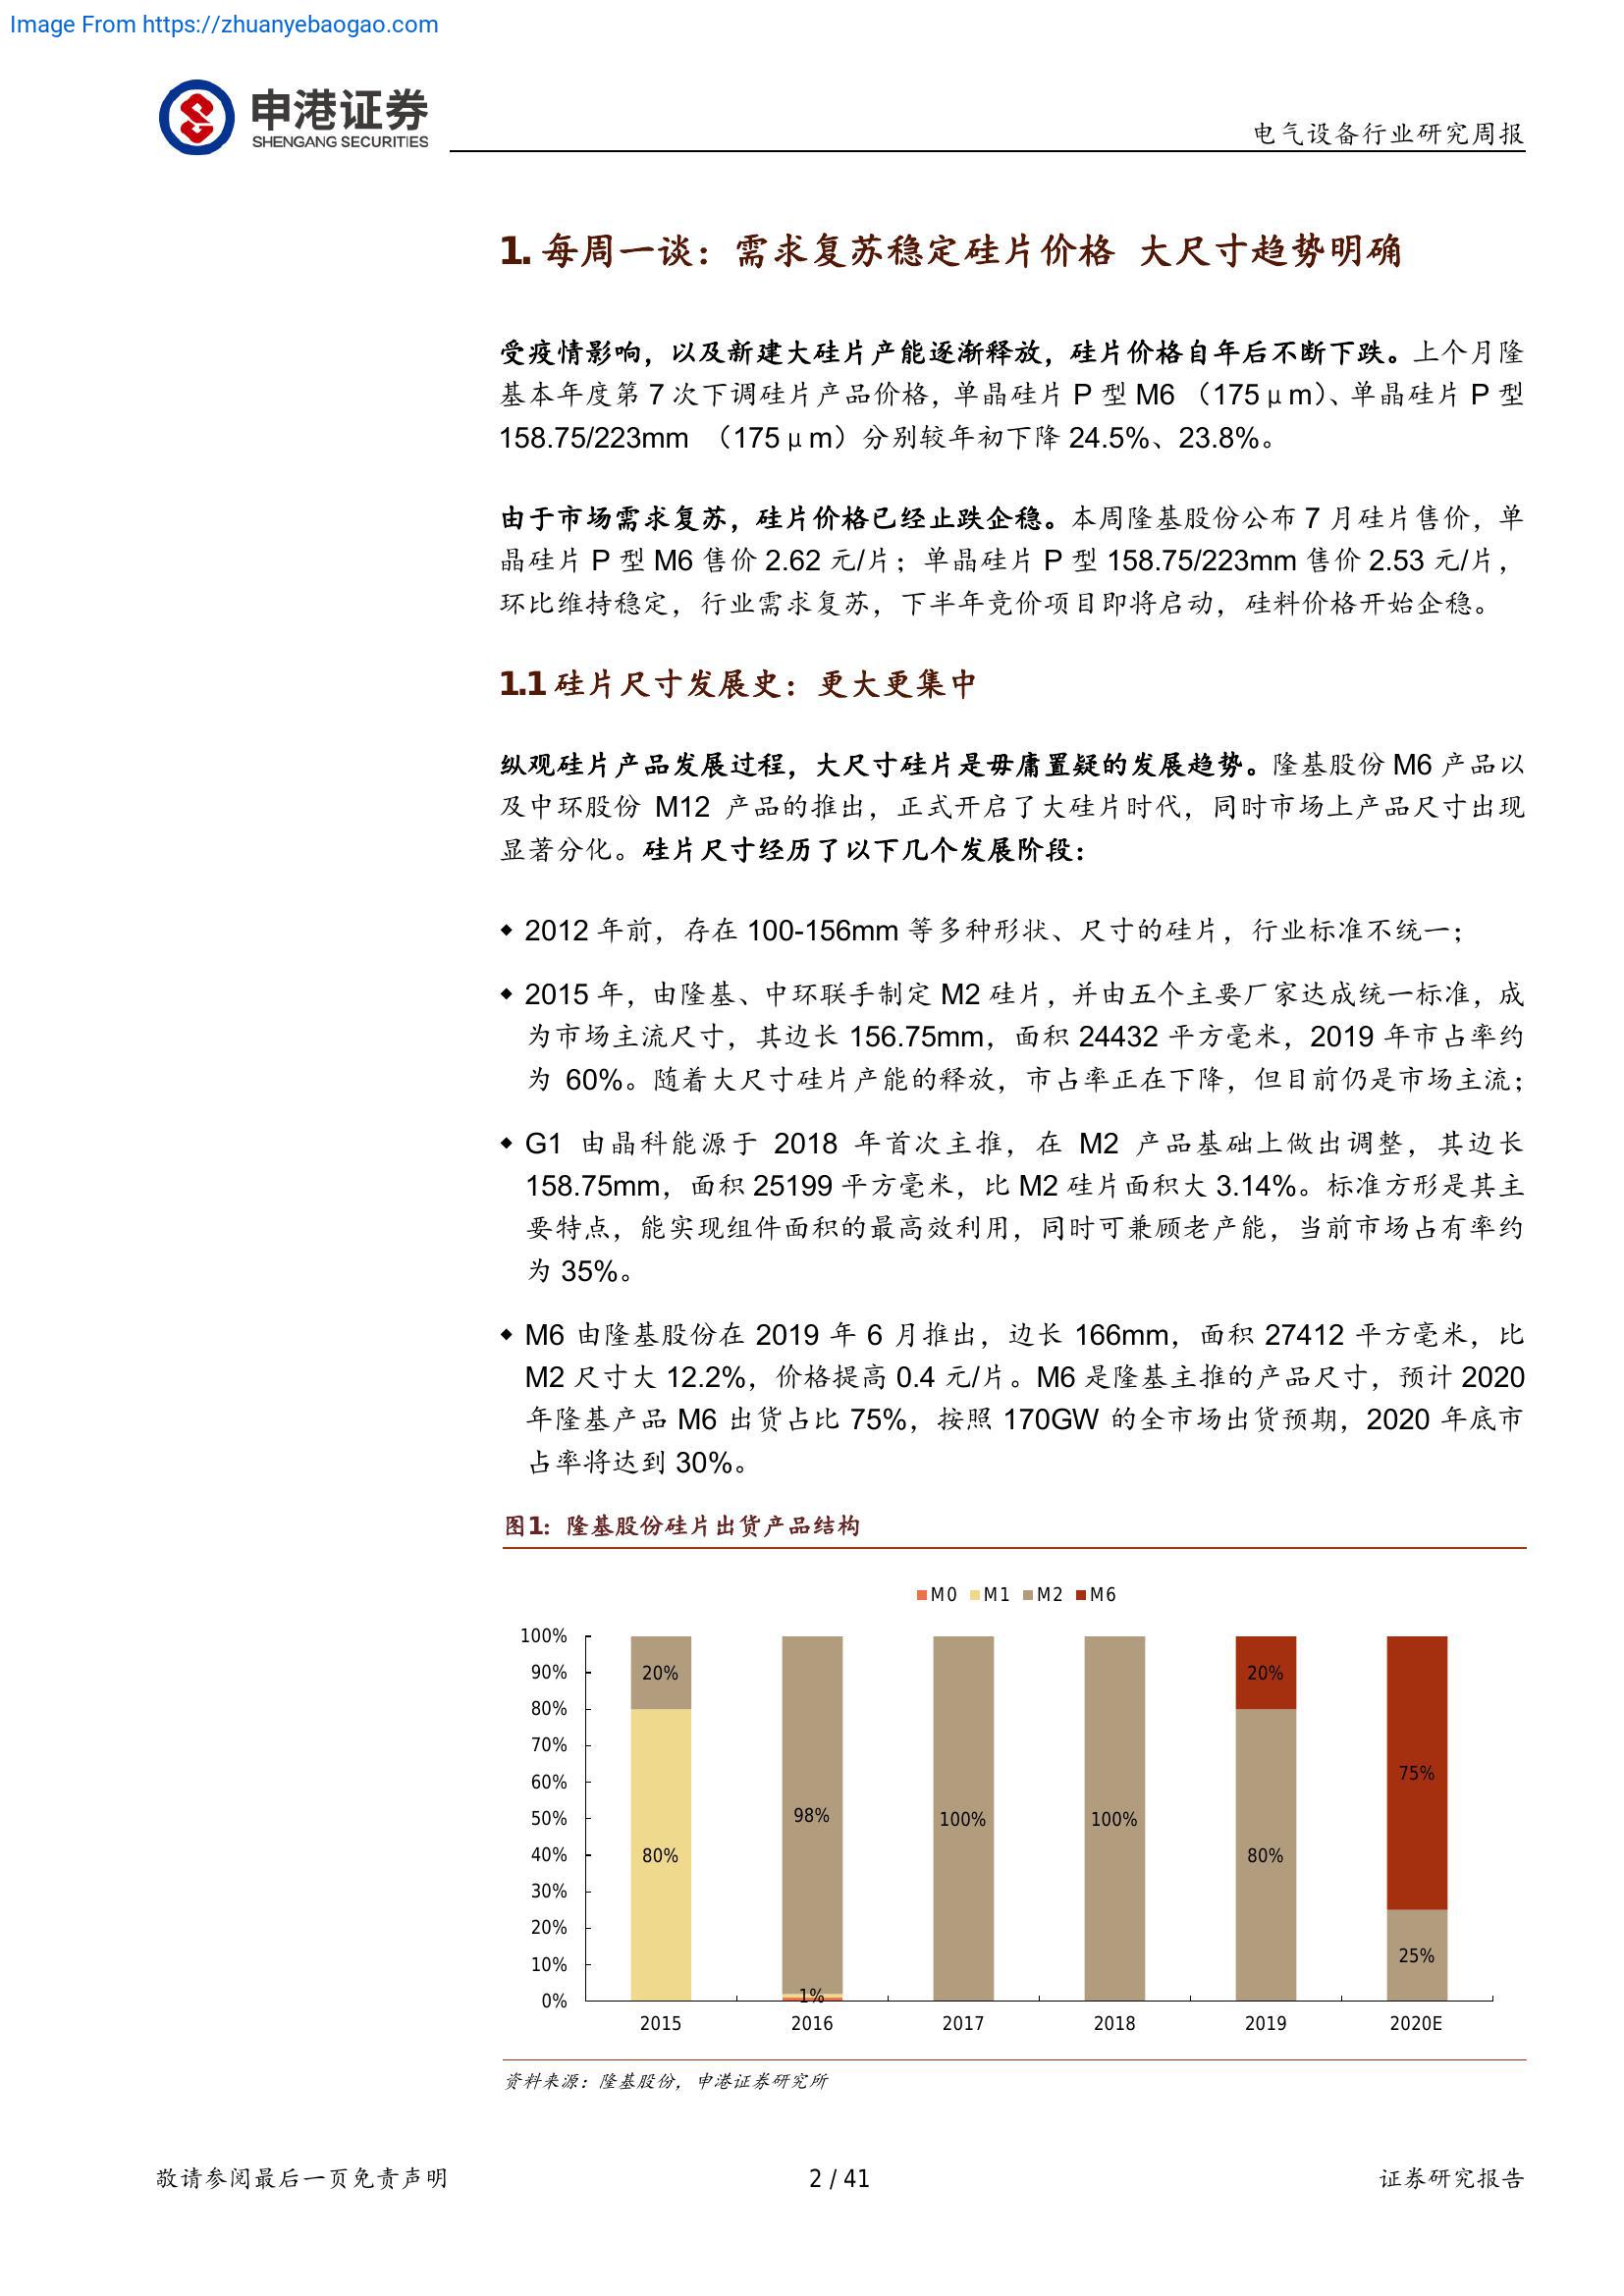 Image From https://zhuanyebaogao.com
申港证券
SHENGANG SECURITIES
电气设备行业研究周报
1. 每周一谈：需求复苏稳定硅片价格 大尺寸趋势明确
受疫情影响，以及新建大硅片产能逐渐释放，硅片价格自年后不断下跌。上个月隆
基本年度第 7 次下调硅片产品价格，单晶硅片 P 型 M6 （175μm）、单晶硅片 P 型
158.75/223mm （175μm）分别较年初下降 24.5%、23.8%。
由于市场需求复苏，硅片价格已经止跌企稳。本周隆基股份公布 7 月硅片售价，单
晶硅片 P 型 M6 售价 2.62 元/片；单晶硅片 P 型 158.75/223mm 售价 2.53 元/片，
环比维持稳定，行业需求复苏，下半年竞价项目即将启动，硅料价格开始企稳。
1.1 硅片尺寸发展史：更大更集中
纵观硅片产品发展过程，大尺寸硅片是毋庸置疑的发展趋势。隆基股份 M6 产品以
及中环股份 M12 产品的推出，正式开启了大硅片时代，同时市场上产品尺寸出现
显著分化。硅片尺寸经历了以下几个发展阶段：
◆ 2012 年前，存在 100-156mm 等多种形状、尺寸的硅片，行业标准不统一；
◆ 2015 年，由隆基、中环联手制定 M2 硅片，并由五个主要厂家达成统一标准，成
为市场主流尺寸，其边长 156.75mm，面积 24432 平方毫米，2019 年市占率约
为 60%。随着大尺寸硅片产能的释放，市占率正在下降，但目前仍是市场主流；
◆ G1 由晶科能源于 2018 年首次主推，在 M2 产品基础上做出调整，其边长
158.75mm，面积 25199 平方毫米，比 M2 硅片面积大 3.14%。标准方形是其主
要特点，能实现组件面积的最高效利用，同时可兼顾老产能，当前市场占有率约
为 35%。
◆ M6 由隆基股份在 2019 年 6 月推出，边长 166mm，面积 27412 平方毫米，比
M2 尺寸大 12.2%，价格提高 0.4 元/片。M6 是隆基主推的产品尺寸，预计 2020
年隆基产品 M6 出货占比 75%，按照 170GW 的全市场出货预期，2020 年底市
占率将达到 30%。
图1：隆基股份硅片出货产品结构
M0 M1 M2 M6
100%
90%
80%
70%
60%
50%
40%
30%
20%
10%
0%
20%
80%
98%
1%
100%
100%
20%
80%
75%
25%
2015 2016 2017 2018 2019 2020E
资料来源：隆基股份，申港证券研究所
敬请参阅最后一页免责声明
2 / 41
证券研究报告